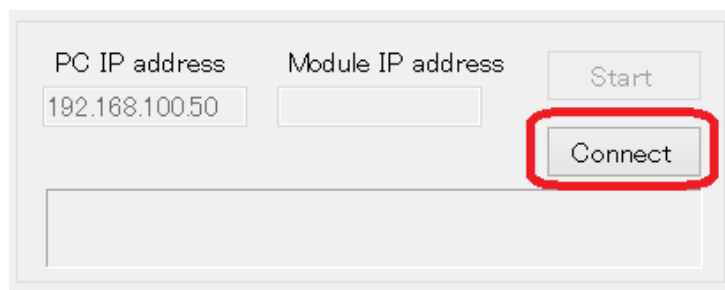 PC IP address Module IP address
Start
192.168.100.50
Connect